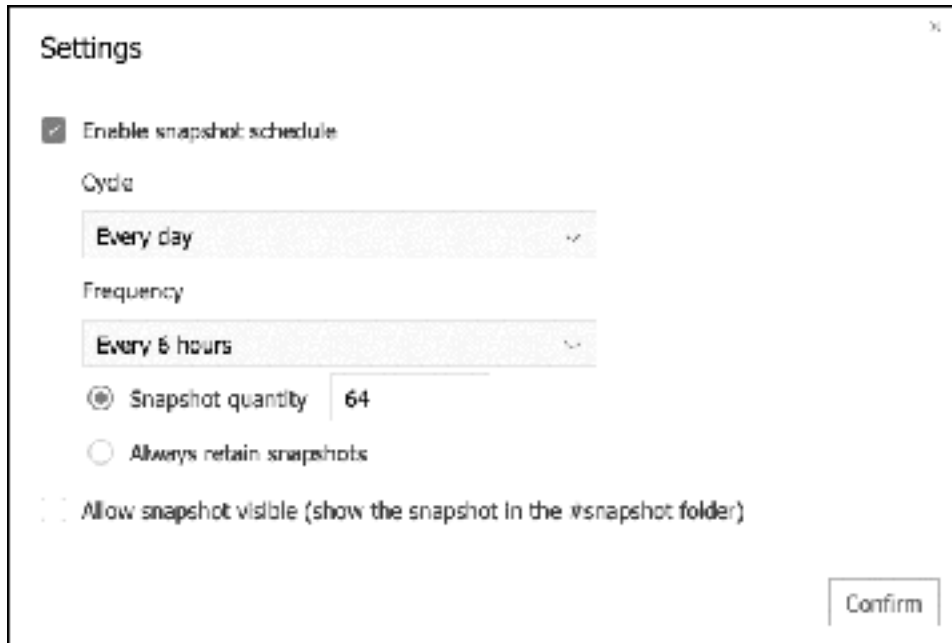 Settings
Enable snapshot schedule
Cycle
Every day
Frequency
Every 6 hours
Snapshot quantity 64
Always retain snapshots
Allow snapshot visible (show the snapshot in the #snapshot folder)
Confirm